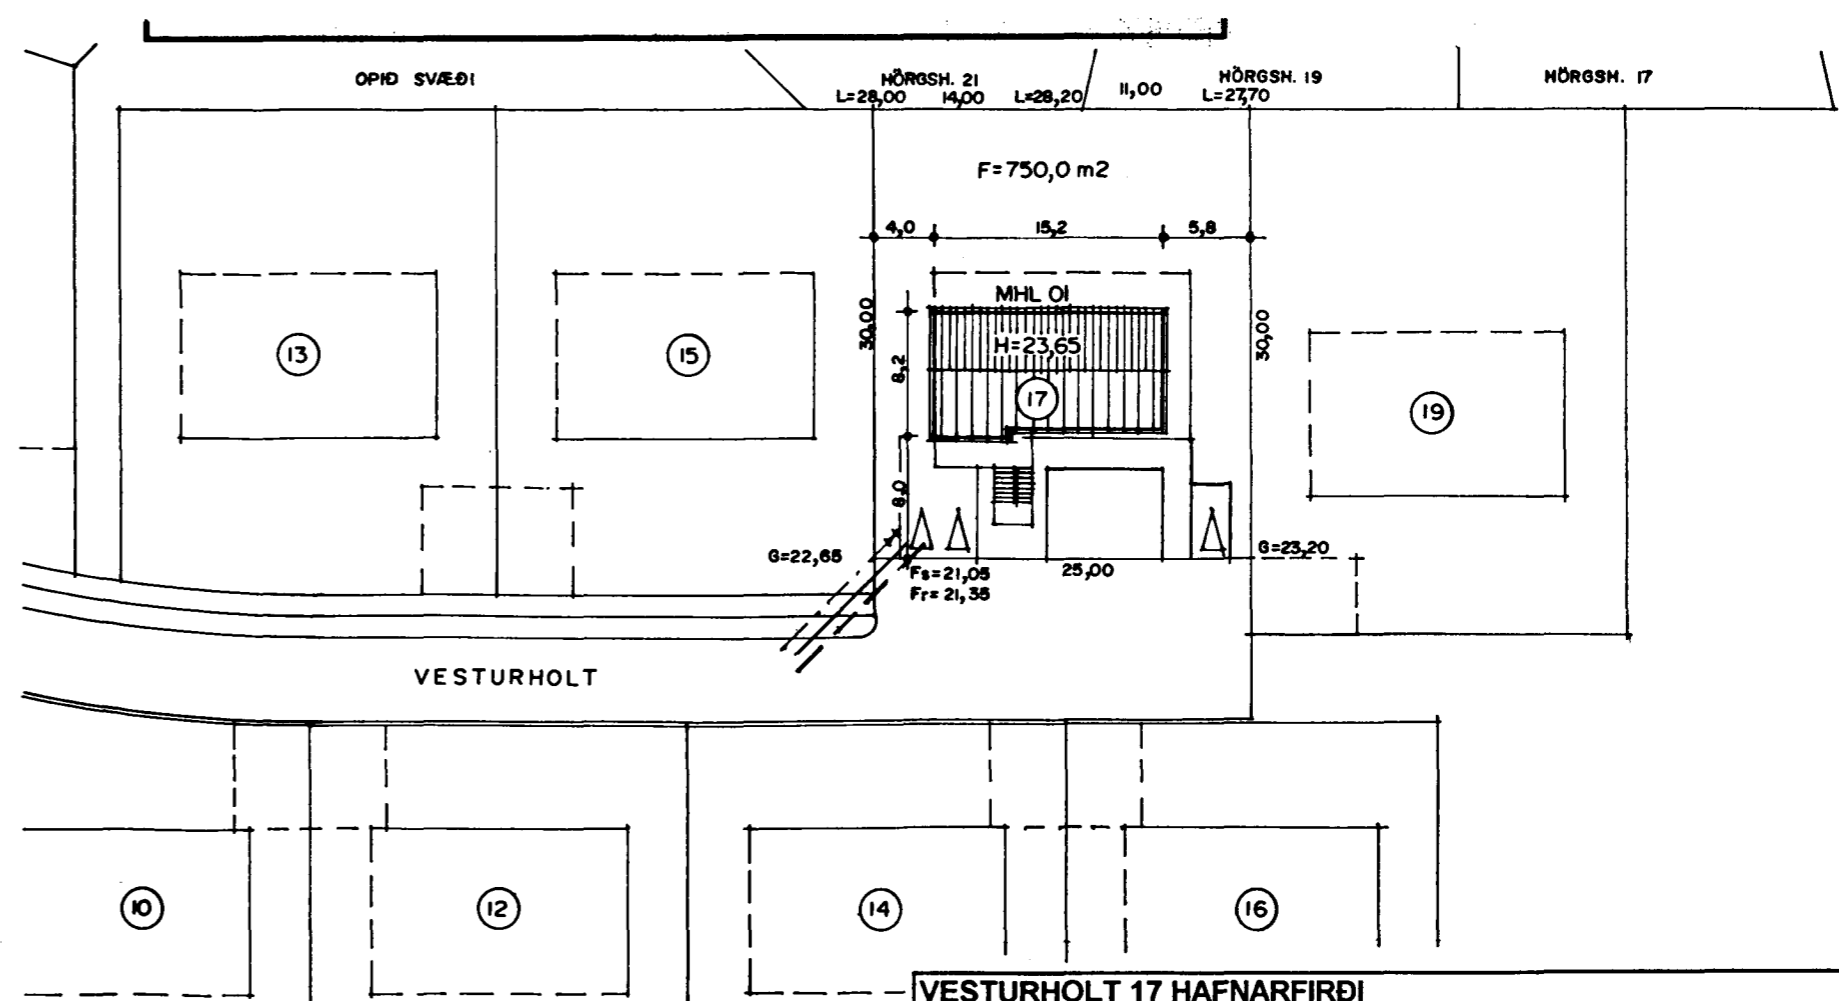 OPIÐ SVÆÐI
HÖRGSH. 21
HÖRGSH. 19
HÖRGSH. 17
L=28,00
14,00
L=28,20
11,00
L=27,70
F=750,0 m2
4,0
15,2
5,8
MHL 01
30,00
30,00
H=23,65
8,2
13
15
17
19
8,0
G=22,65
G=23,20
Fs=21,05
25,00
Fr=21,35
VESTURHOLT
10
12
14
16
VESTURHOLT 17 HAFNARFIRÐI